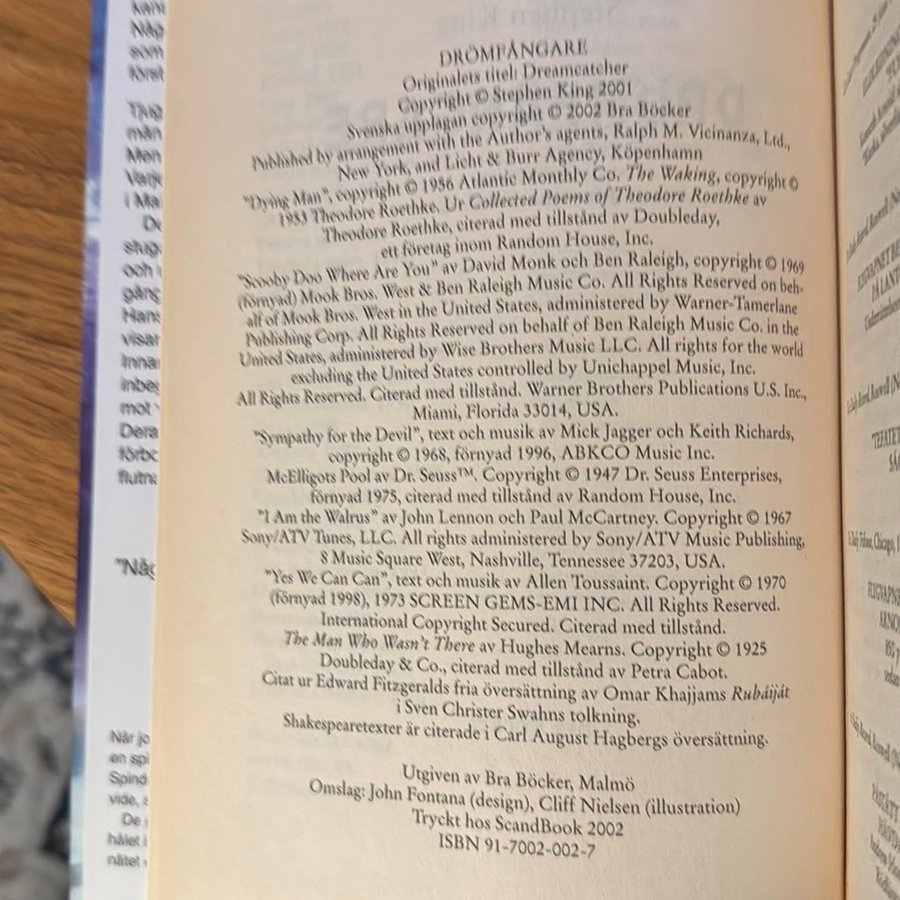 DRÖMFÅNGARE
Originalets titel: Dreamcatcher
Copyright © Stephen King 2001
Svenska upplagan copyright © 2002 Bra Böcker
Published by arrangement with the Author's agents, Ralph M. Vicinanza, Ltd.,
New York, and Licht & Burr Agency, Köpenhamn
"Dying Man", copyright © 1956 Atlantic Monthly Co. The Waking, copyright ©
1953 Theodore Roethke. Ur Collected Poems of Theodore Roethke av
Theodore Roethke, citerad med tillstånd av Doubleday,
ett företag inom Random House, Inc.
"Scooby Doo Where Are You" av David Monk och Ben Raleigh, copyright © 1969
(förnyad) Mook Bros. West & Ben Raleigh Music Co. All Rights Reserved on beh-
alf of Mook Bros. West in the United States, administered by Warner-Tamerlane
Publishing Corp. All Rights Reserved on behalf of Ben Raleigh Music Co. in the
United States, administered by Wise Brothers Music LLC. All rights for the world
excluding the United States controlled by Unichappel Music, Inc.
All Rights Reserved. Citerad med tillstånd. Warner Brothers Publications U.S. Inc.,
Miami, Florida 33014, USA.
"Sympathy for the Devil", text och musik av Mick Jagger och Keith Richards,
copyright © 1968, förnyad 1996, ABKCO Music Inc.
McElligots Pool av Dr. Seuss™. Copyright © 1947 Dr. Seuss Enterprises,
förnyad 1975, citerad med tillstånd av Random House, Inc.
"I Am the Walrus" av John Lennon och Paul McCartney. Copyright © 1967
Sony/ATV Tunes, LLC. All rights administered by Sony/ATV Music Publishing,
8 Music Square West, Nashville, Tennessee 37203, USA.
"Yes We Can Can", text och musik av Allen Toussaint. Copyright © 1970
(förnyad 1998), 1973 SCREEN GEMS-EMI INC. All Rights Reserved.
International Copyright Secured. Citerad med tillstånd.
The Man Who Wasn't There av Hughes Mearns. Copyright © 1925
Doubleday & Co., citerad med tillstånd av Petra Cabot.
Citat ur Edward Fitzgeralds fria översättning av Omar Khajjams Rubáiját
i Sven Christer Swahns tolkning.
Shakespearetexter är citerade i Carl August Hagbergs översättning.
Utgiven av Bra Böcker, Malmö
Omslag: John Fontana (design), Cliff Nielsen (illustration)
Tryckt hos ScandBook 2002
ISBN 91-7002-002-7